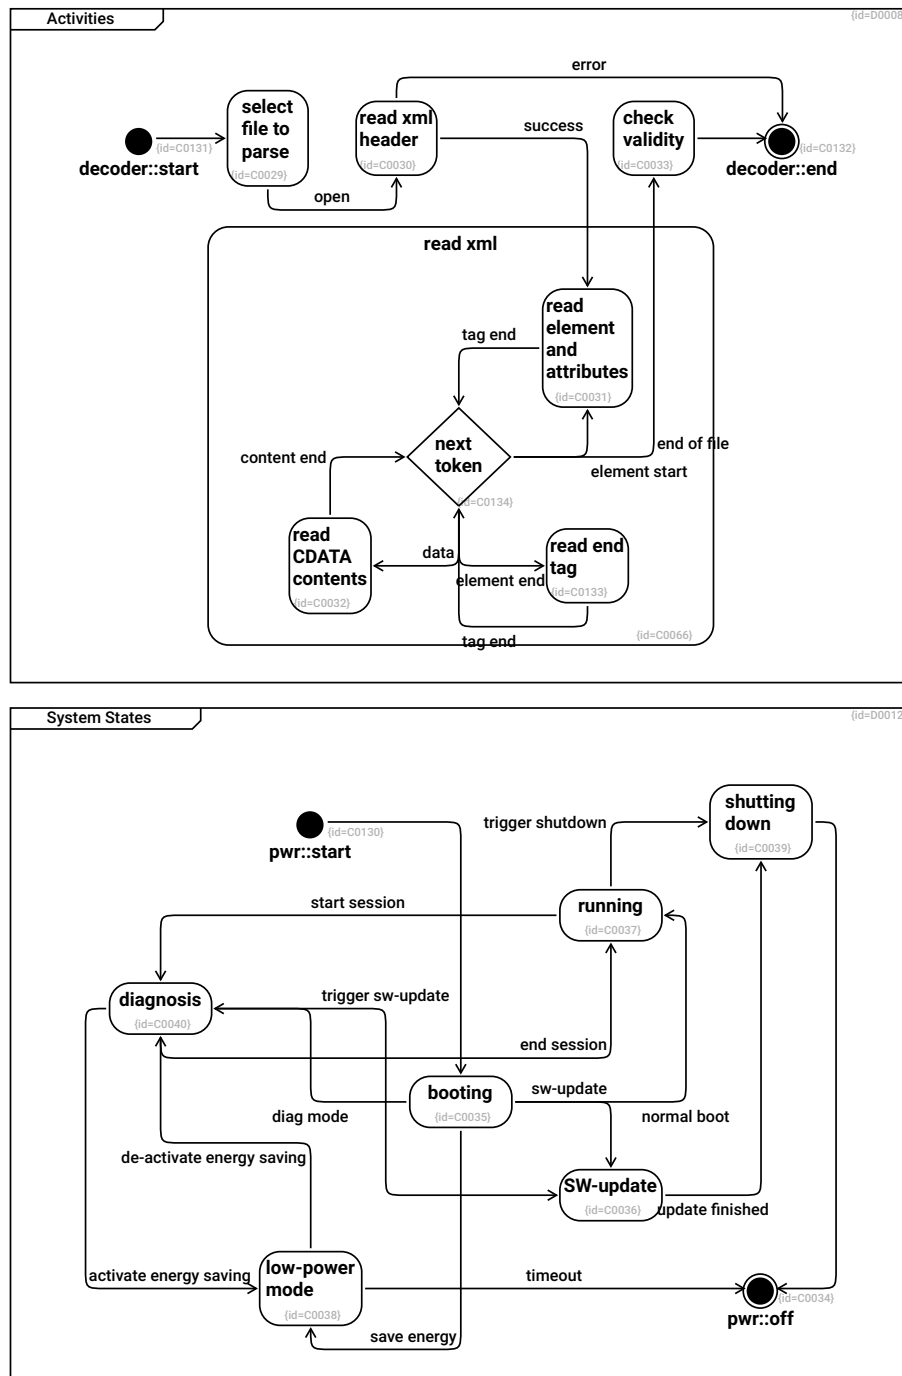 Activities
{id=D0008
error
select
file to
parse
{id=C0029}
read xml
header
{id=C0030}
check
validity
{id=C0033}
success
{id=C0131}
decoder::start
{id=C0132}
decoder::end
open
read xml
read
element
and
attributes
{id=C0031}
tag end
next
token
{id=C0134}
content end
end of file
element start
read
CDATA
contents
{id=C0032}
data
element end
read end
tag
{id=C0133}
tag end
{id=C0066}
System States
{id=D0012
shutting
down
{id=C0039}
trigger shutdown
{id=C0130}
pwr::start
start session
running
{id=C0037}
diagnosis
{id=C0040}
trigger sw-update
end session
booting
{id=C0035}
sw-update
diag mode
normal boot
de-activate energy saving
SW-update
{id=C0036}
update finished
activate energy saving
low-power
mode
{id=C0038}
timeout
{id=C0034}
pwr::off
save energy